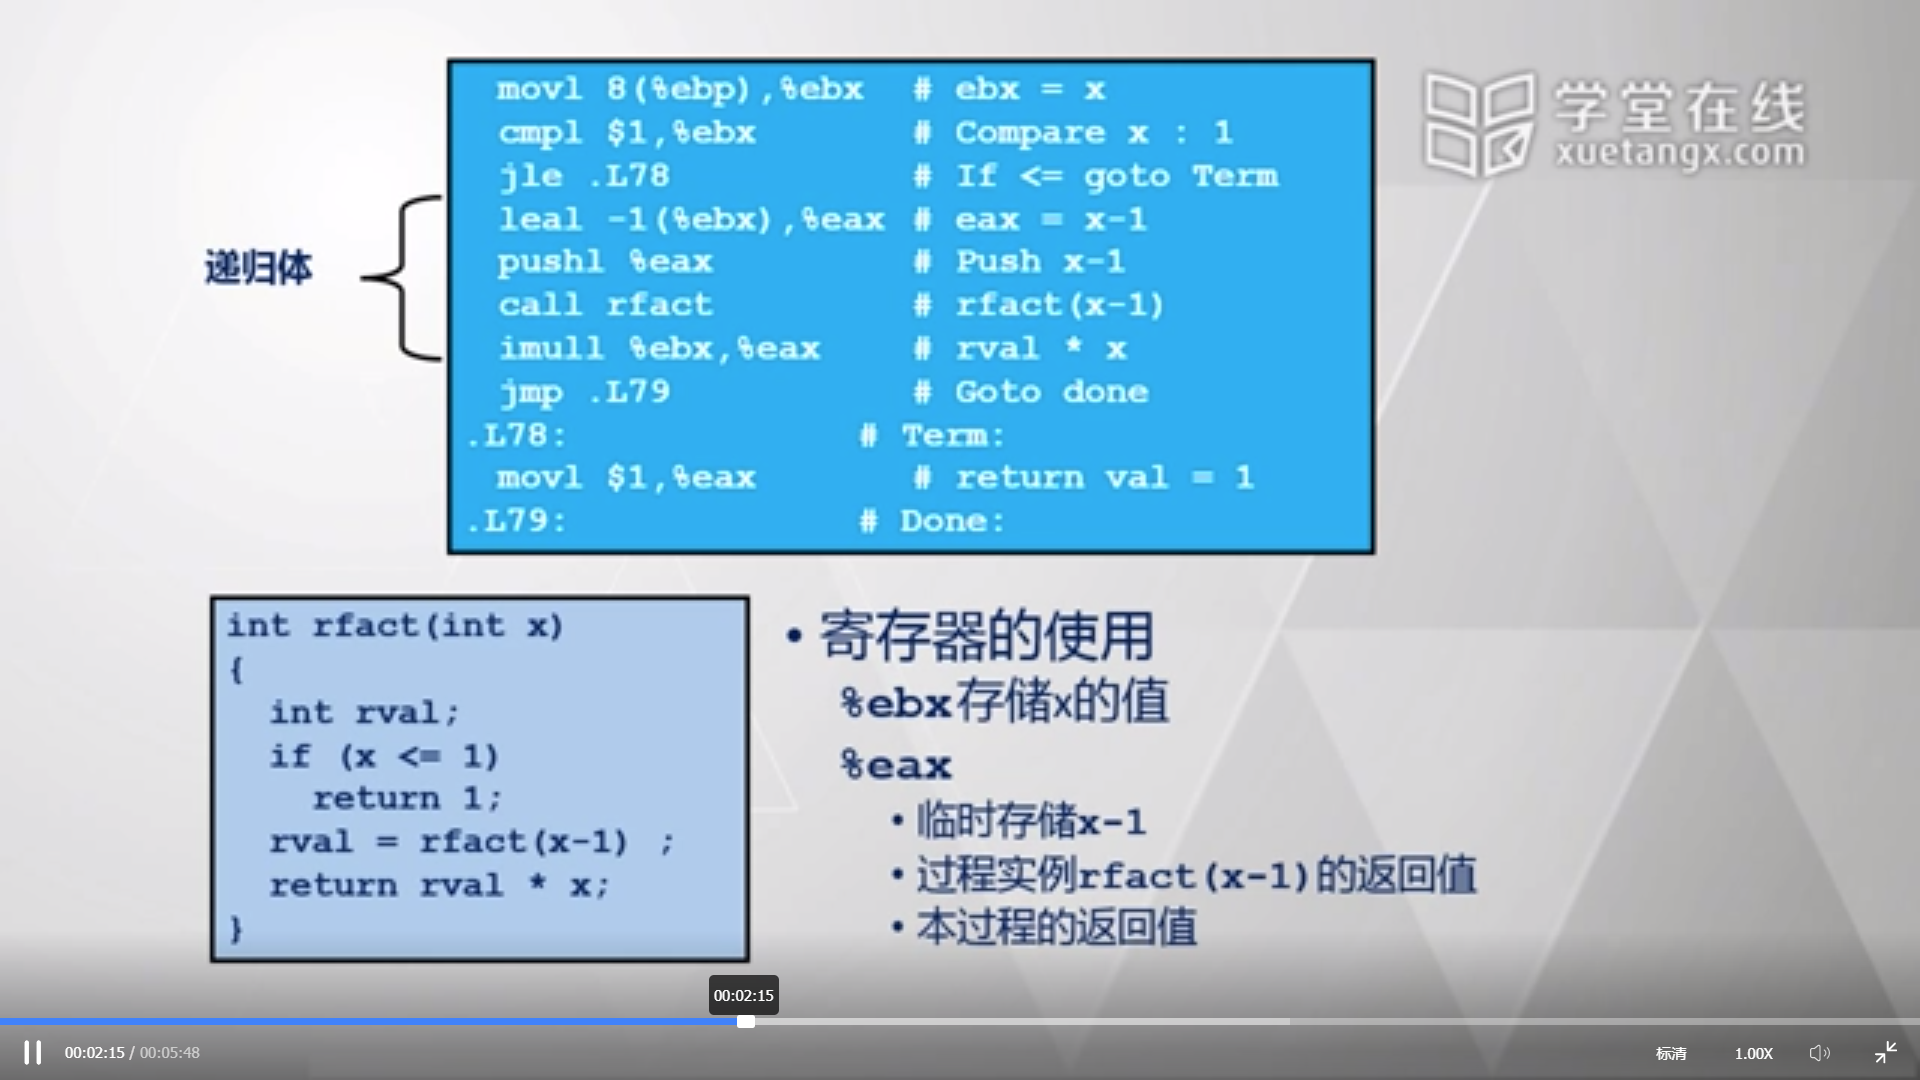 movl 8(%ebp),%ebx # ebx = x
cmpl $1,%ebx # Compare x : 1
jle .L78 # If <= goto Term
leal -1(%ebx),%eax # eax = x-1
pushl %eax # Push x-1
call rfact # rfact(x-1)
imull %ebx,%eax # rval * x
jmp .L79 # Goto done
.L78: # Term:
movl $1,%eax # return val = 1
.L79: # Done:
学堂在线
xuetangx.com
递归体
int rfact(int x)
{
int rval;
if (x <= 1)
return 1;
rval = rfact(x-1) ;
return rval * x;
}
• 寄存器的使用
%ebx存储x的值
%eax
• 临时存储x-1
• 过程实例rfact(x-1)的返回值
• 本过程的返回值
00:02:15
00:02:15 / 00:05:48
标清
1.00X